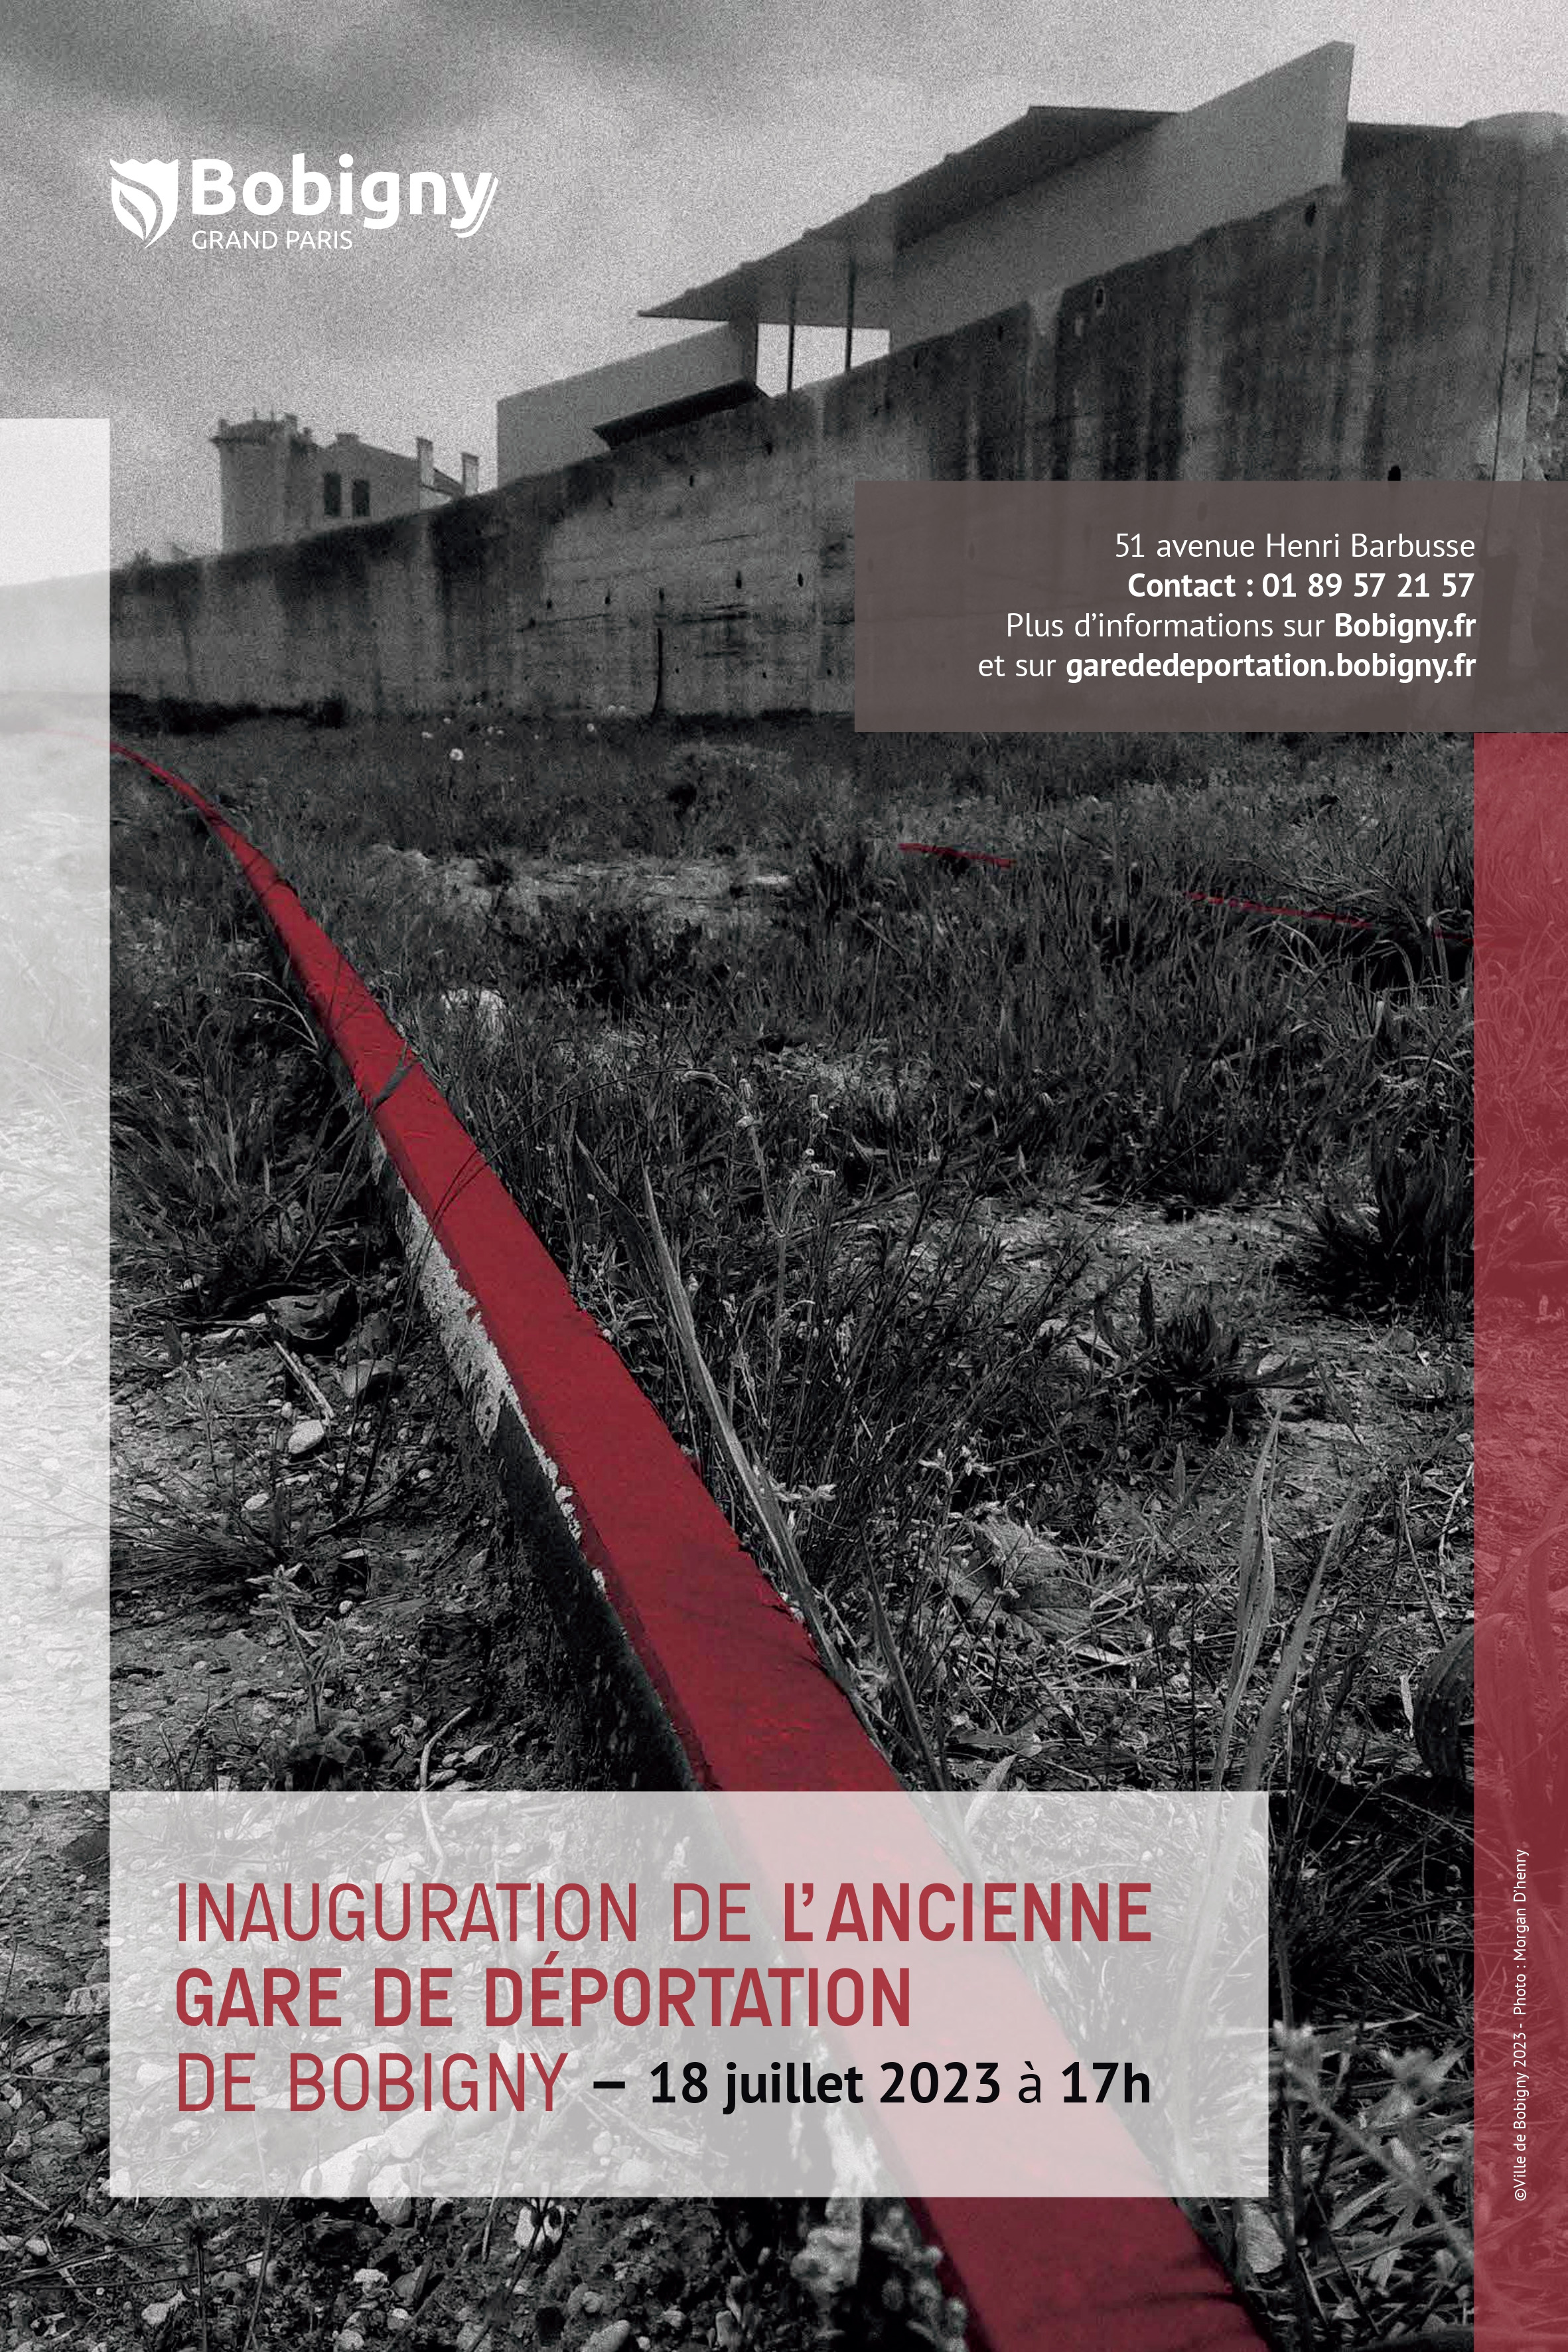 Bobigny
GRAND PARIS
51 avenue Henri Barbusse
Contact : 01 89 57 21 57
Plus d’informations sur Bobigny.fr
et sur garededeportation.bobigny.fr
INAUGURATION DE L’ANCIENNE
GARE DE DÉPORTATION
DE BOBIGNY – 18 juillet 2023 à 17h
©Ville de Bobigny 2023 - Photo : Morgan D'henry